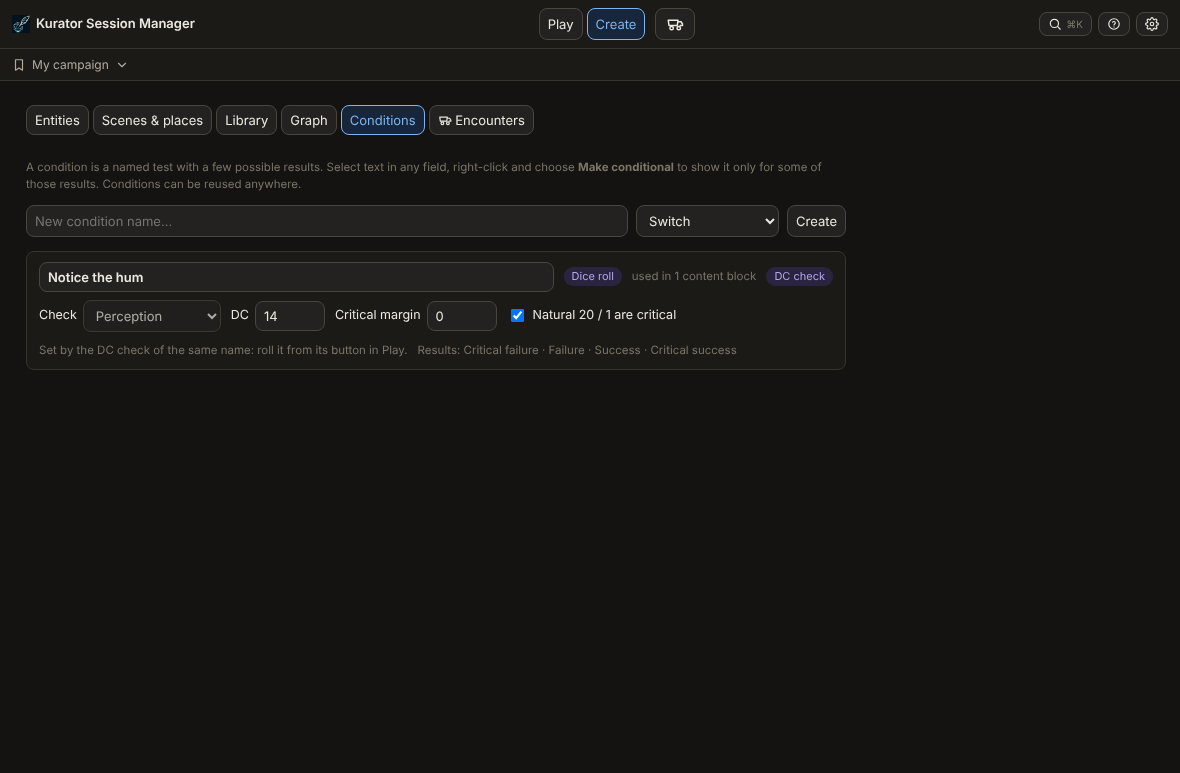 Kurator Session Manager
Play Create
⌘K
My campaign
Entities Scenes & places Library Graph Conditions Encounters
A condition is a named test with a few possible results. Select text in any field, right-click and choose Make conditional to show it only for some of
those results. Conditions can be reused anywhere.
New condition name... Switch Create
Notice the hum Dice roll used in 1 content block DC check
Check Perception DC 14 Critical margin 0 Natural 20 / 1 are critical
Set by the DC check of the same name: roll it from its button in Play. Results: Critical failure · Failure · Success · Critical success